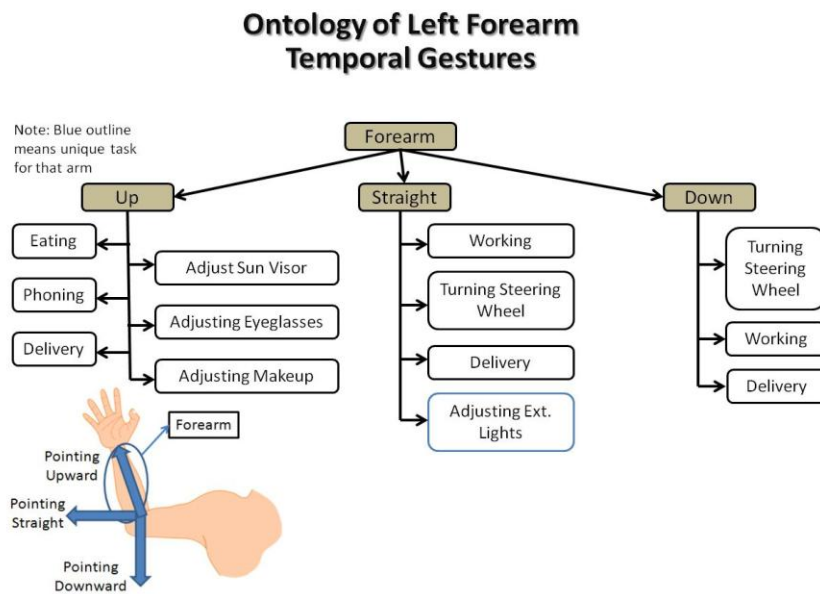 Ontology of Left Forearm
Temporal Gestures
Note: Blue outline
means unique task
for that arm
Forearm
Up
Straight
Down
Eating
Phoning
Delivery
Adjust Sun Visor
Adjusting Eyeglasses
Adjusting Makeup
Working
Turning Steering
Wheel
Delivery
Adjusting Ext.
Lights
Turning
Steering
Wheel
Working
Delivery
Forearm
Pointing
Upward
Pointing
Straight
Pointing
Downward